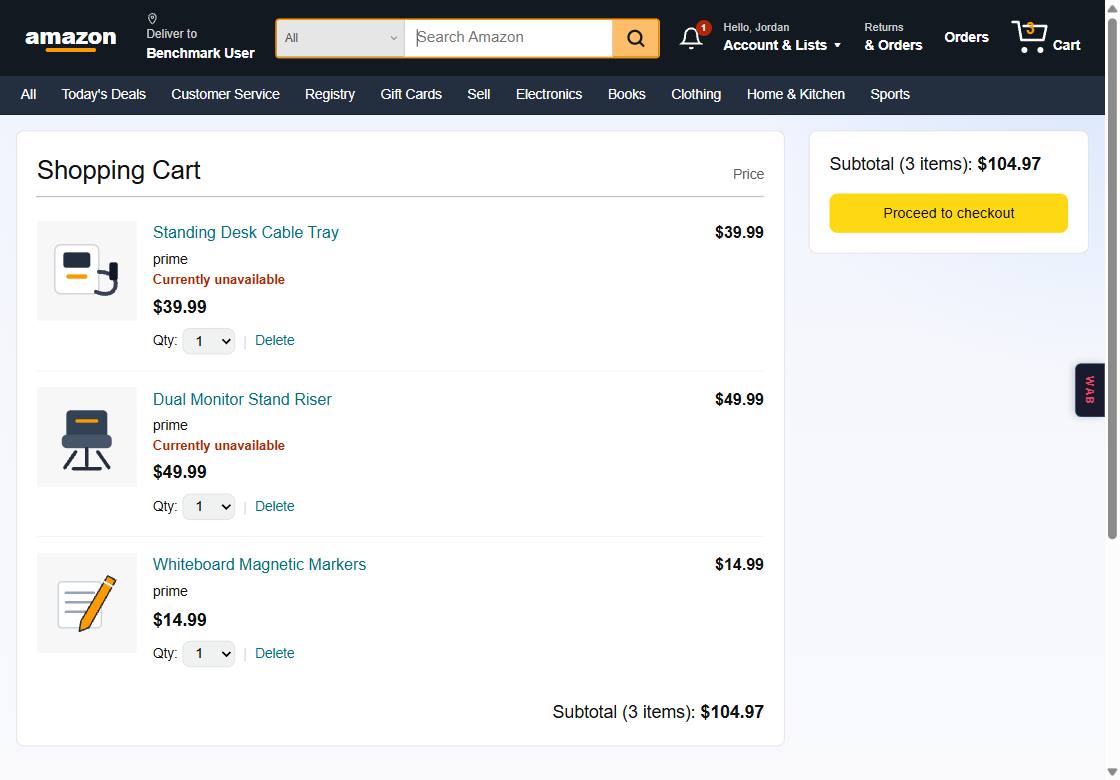 amazon
Deliver to
Benchmark User
All
Search Amazon
1
Hello, Jordan
Account & Lists
Returns
& Orders
Orders
3
Cart
All
Today's Deals
Customer Service
Registry
Gift Cards
Sell
Electronics
Books
Clothing
Home & Kitchen
Sports
Shopping Cart
Price
Standing Desk Cable Tray
$39.99
prime
Currently unavailable
$39.99
Qty: 1 | Delete
Dual Monitor Stand Riser
$49.99
prime
Currently unavailable
$49.99
Qty: 1 | Delete
Whiteboard Magnetic Markers
$14.99
prime
$14.99
Qty: 1 | Delete
Subtotal (3 items): $104.97
Subtotal (3 items): $104.97
Proceed to checkout
WAB